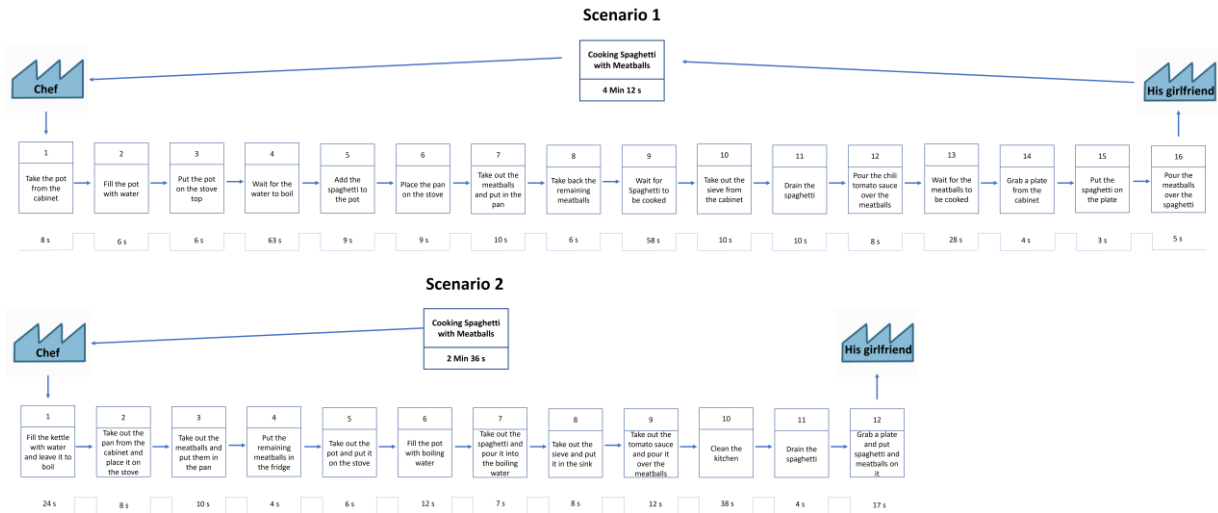 Scenario 1
Cooking Spaghetti
with Meatballs
4 Min 12 s
Chef
His girlfriend
1
Take the pot
from the
cabinet
2
Fill the pot
with water
3
Put the pot
on the stove
top
4
Wait for the
water to boil
5
Add the
spaghetti to
the pot
6
Place the pan
on the stove
7
Take out the
meatballs
and put in the
pan
8
Take back the
remaining
meatballs
9
Wait for
Spaghetti to
be cooked
10
Take out the
sieve from
the cabinet
11
Drain the
spaghetti
12
Pour the chili
tomato sauce
over the
meatballs
13
Wait for the
meatballs to
be cooked
14
Grab a plate
from the
cabinet
15
Put the
spaghetti on
the plate
16
Pour the
meatballs
over the
spaghetti
8 s
6 s
6 s
63 s
9 s
9 s
10 s
6 s
58 s
10 s
10 s
8 s
28 s
4 s
3 s
5 s
Scenario 2
Cooking Spaghetti
with Meatballs
2 Min 36 s
Chef
His girlfriend
1
Fill the kettle
with water
and leave it to
boil
2
Take out the
pan from the
cabinet and
place it on
the stove
3
Take out the
meatballs
and put
them in the
pan
4
Put the
remaining
meatballs in
the fridge
5
Take out the
pot and put it
on the stove
6
Fill the pot
with boiling
water
7
Take out the
spaghetti and
pour it into
the boiling
water
8
Take out the
sieve and put
it in the sink
9
Take out the
tomato sauce
and pour it
over the
meatballs
10
Clean the
kitchen
11
Drain the
spaghetti
12
Grab a plate
and put
spaghetti and
meatballs on
it
24 s
8 s
10 s
4 s
6 s
12 s
7 s
8 s
12 s
38 s
4 s
17 s